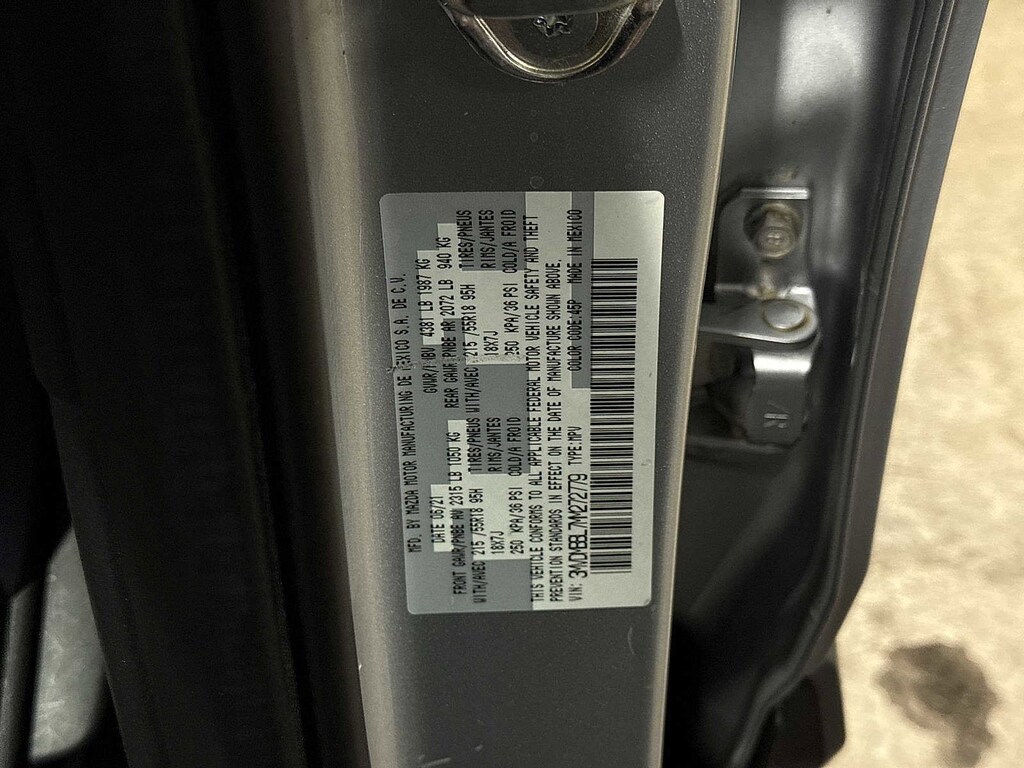 MFD. BY MAZDA MOTOR MANUFACTURING DE MEXICO S.A. DE C.V.
DATE 06/21 GVWR/PNBV 4381 LB 1987 KG
FRONT GAWR/PNBE AV 2315 LB 1050 KG REAR GAWR PNBE AR 2072 LB 940 KG
WITH/AVEC 215 /55R18 95H TIRES/PNEUS WITH/AVEC 215 /55R18 95H TIRES/PNEUS
18X7J RIMS/JANTES 18X7J RIMS/JANTES
250 KPA/36 PSI COLD/A FROID 250 KPA/36 PSI COLD/A FROID
THIS VEHICLE CONFORMS TO ALL APPLICABLE FEDERAL MOTOR VEHICLE SAFETY AND THEFT
PREVENTION STANDARDS IN EFFECT ON THE DATE OF MANUFACTURE SHOWN ABOVE.
VIN: TYPE:MPV COLOR CODE:46P MADE IN MEXICO